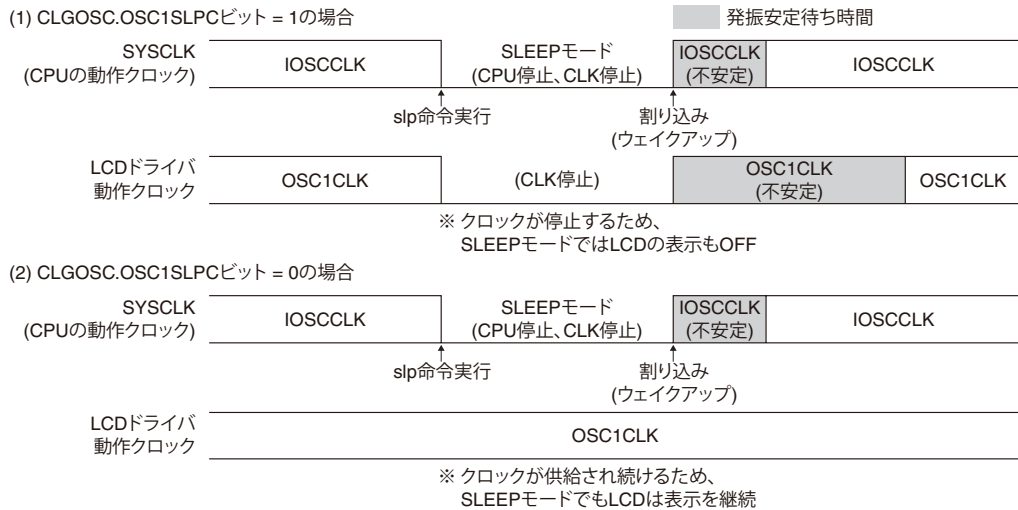 (1) CLGOSC.OSC1SLPCビット = 1の場合
発振安定待ち時間
SYSCLK
(CPUの動作クロック)
IOSCCLK
SLEEPモード
(CPU停止、CLK停止)
IOSCCLK
(不安定)
IOSCCLK
slp命令実行
割り込み
(ウェイクアップ)
LCDドライバ
動作クロック
OSC1CLK
(CLK停止)
OSC1CLK
(不安定)
OSC1CLK
※ クロックが停止するため、
SLEEPモードではLCDの表示もOFF
(2) CLGOSC.OSC1SLPCビット = 0の場合
SYSCLK
(CPUの動作クロック)
IOSCCLK
SLEEPモード
(CPU停止、CLK停止)
IOSCCLK
(不安定)
IOSCCLK
slp命令実行
割り込み
(ウェイクアップ)
LCDドライバ
動作クロック
OSC1CLK
※ クロックが供給され続けるため、
SLEEPモードでもLCDは表示を継続